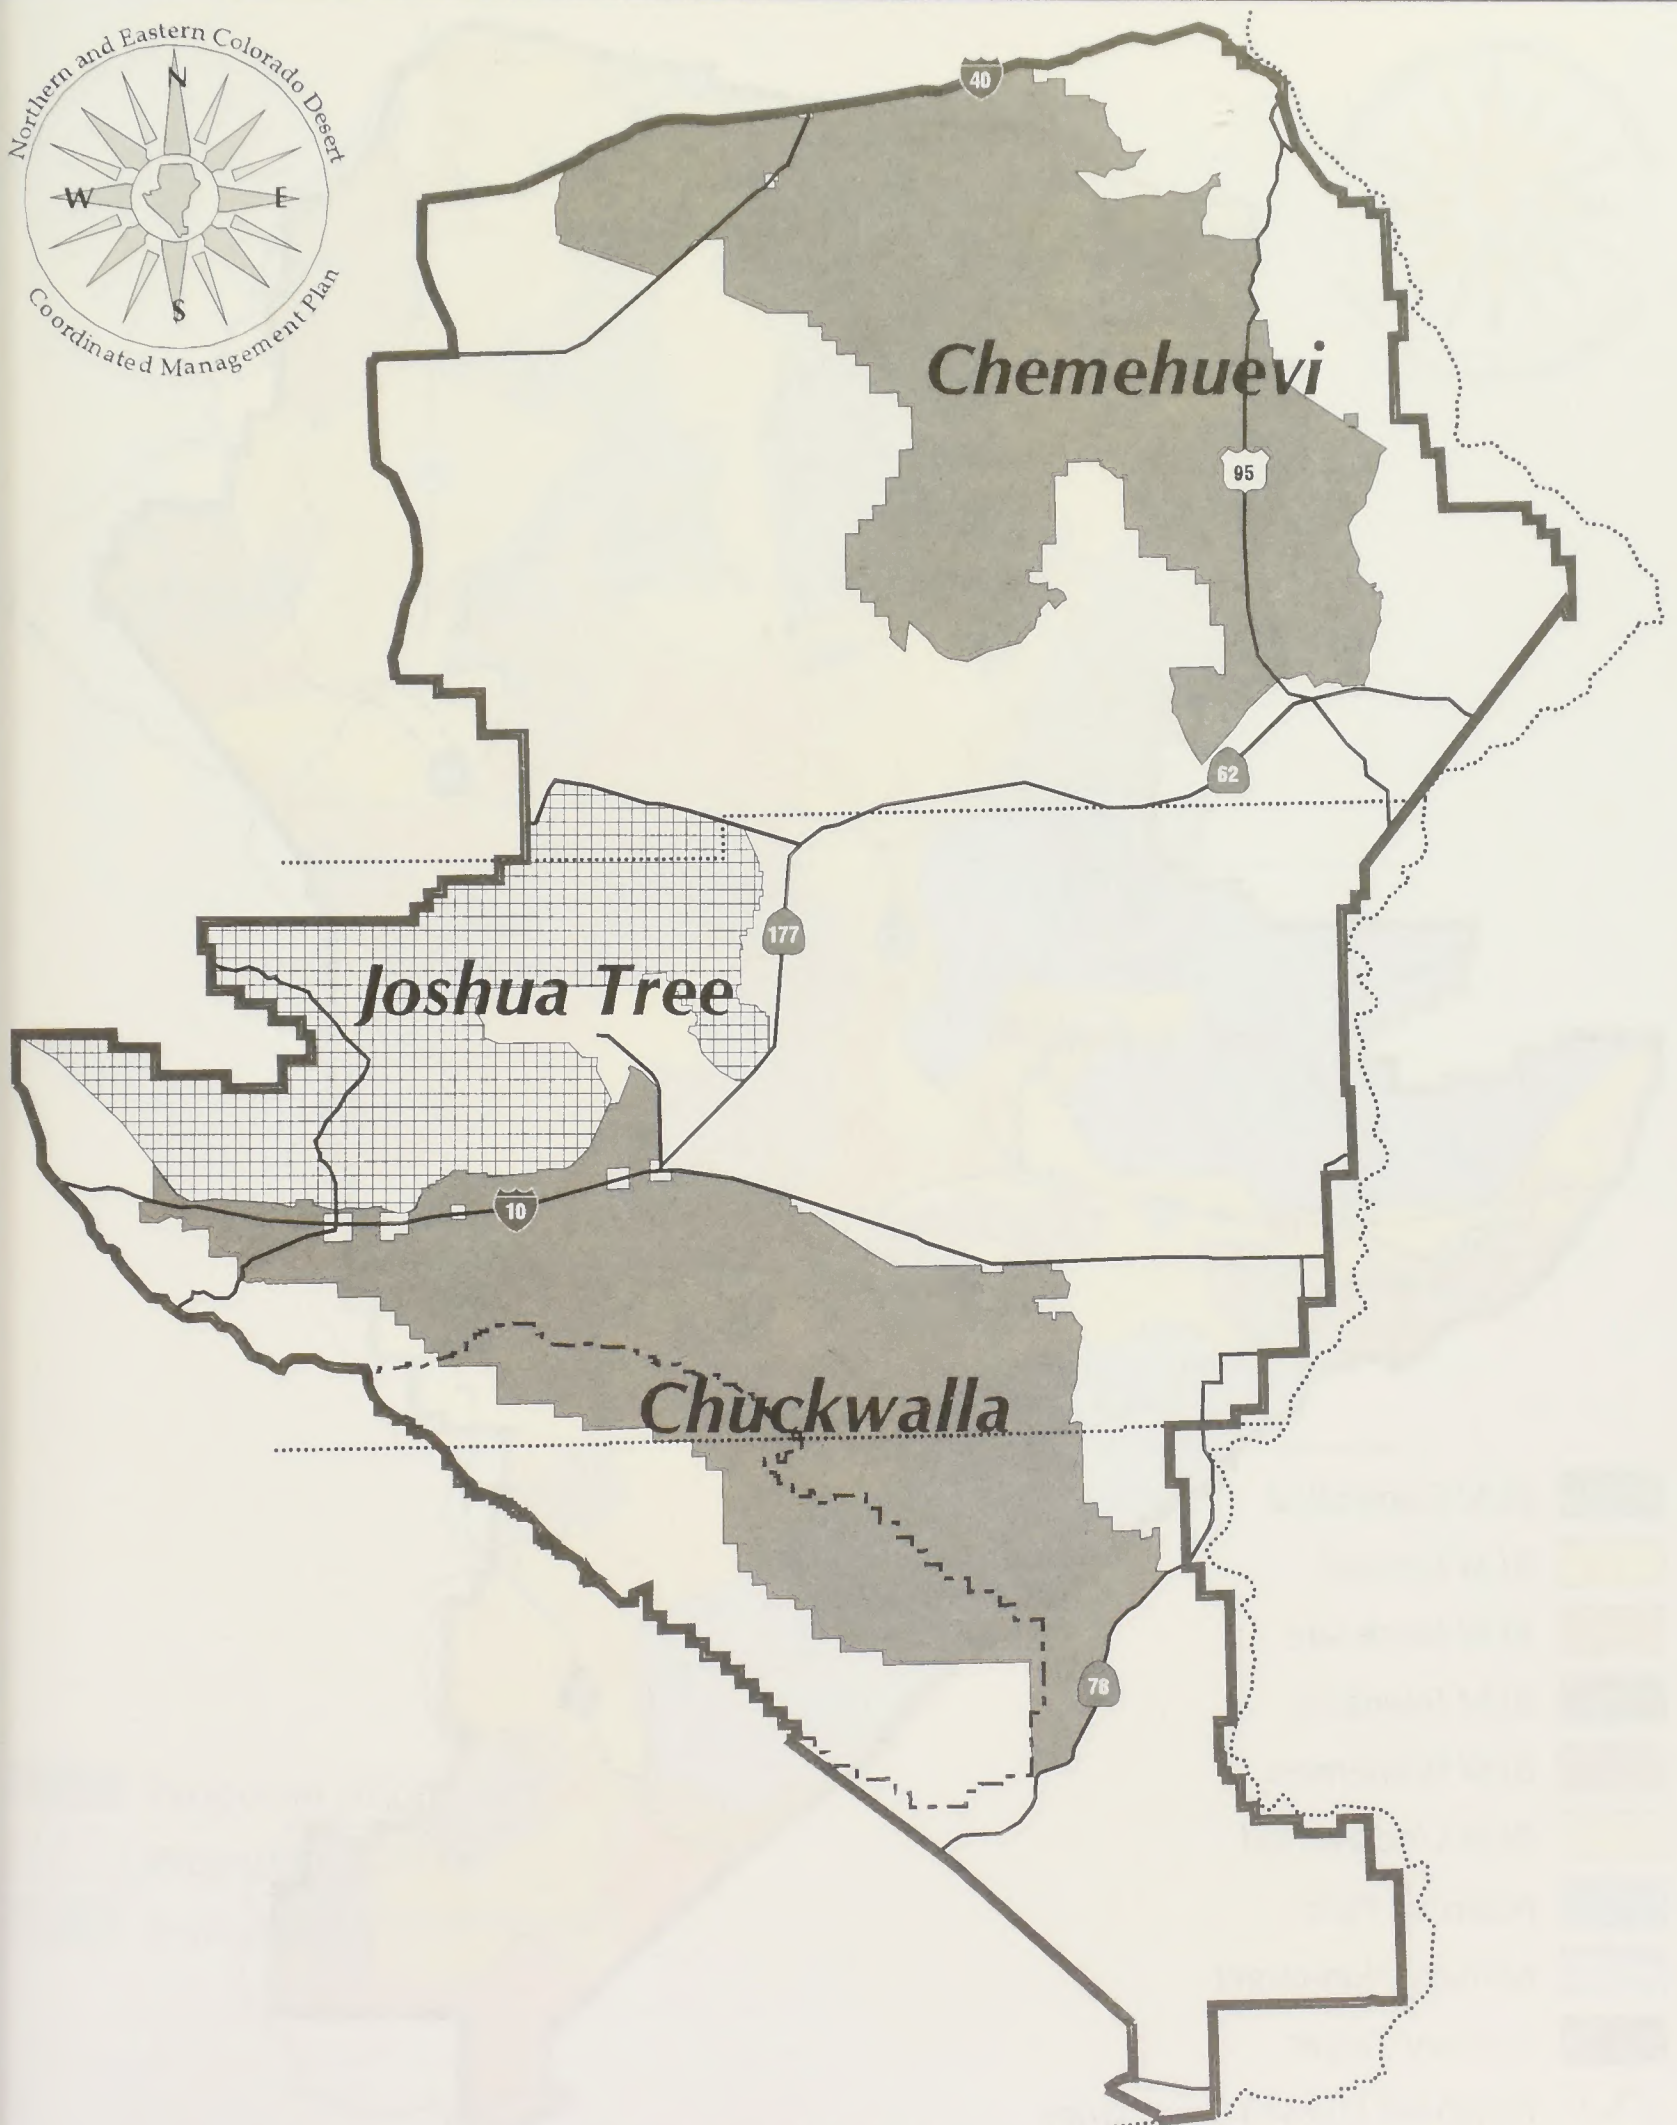 Northern and Eastern Colorado Desert
N
W
E
S
Coordinated Management Plan
40
Chemehuevi
95
62
177
Joshua Tree
10
Chuckwalla
78